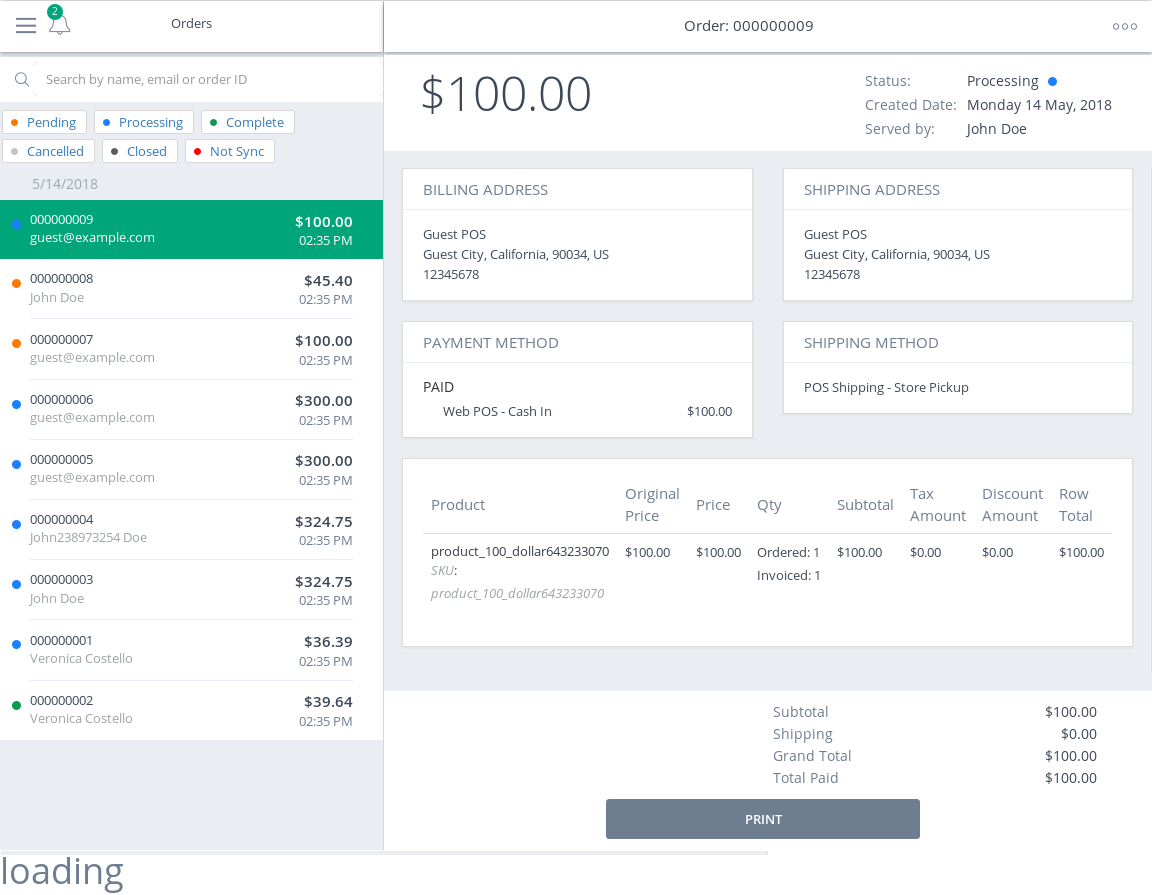 2
Orders
Search by name, email or order ID
Pending Processing Complete
Cancelled Closed Not Sync
5/14/2018
000000009 $100.00
guest@example.com 02:35 PM
000000008 $45.40
John Doe 02:35 PM
000000007 $100.00
guest@example.com 02:35 PM
000000006 $300.00
guest@example.com 02:35 PM
000000005 $300.00
guest@example.com 02:35 PM
000000004 $324.75
John238973254 Doe 02:35 PM
000000003 $324.75
John Doe 02:35 PM
000000001 $36.39
Veronica Costello 02:35 PM
000000002 $39.64
Veronica Costello 02:35 PM
Order: 000000009
$100.00
Status: Processing
Created Date: Monday 14 May, 2018
Served by: John Doe
BILLING ADDRESS
Guest POS
Guest City, California, 90034, US
12345678
SHIPPING ADDRESS
Guest POS
Guest City, California, 90034, US
12345678
PAYMENT METHOD
PAID
Web POS - Cash In $100.00
SHIPPING METHOD
POS Shipping - Store Pickup
Product Original Price Price Qty Subtotal Tax Amount Discount Amount Row Total
product_100_dollar643233070 $100.00 $100.00 Ordered: 1 $100.00 $0.00 $0.00 $100.00
SKU: Invoiced: 1
product_100_dollar643233070
Subtotal $100.00
Shipping $0.00
Grand Total $100.00
Total Paid $100.00
PRINT
loading